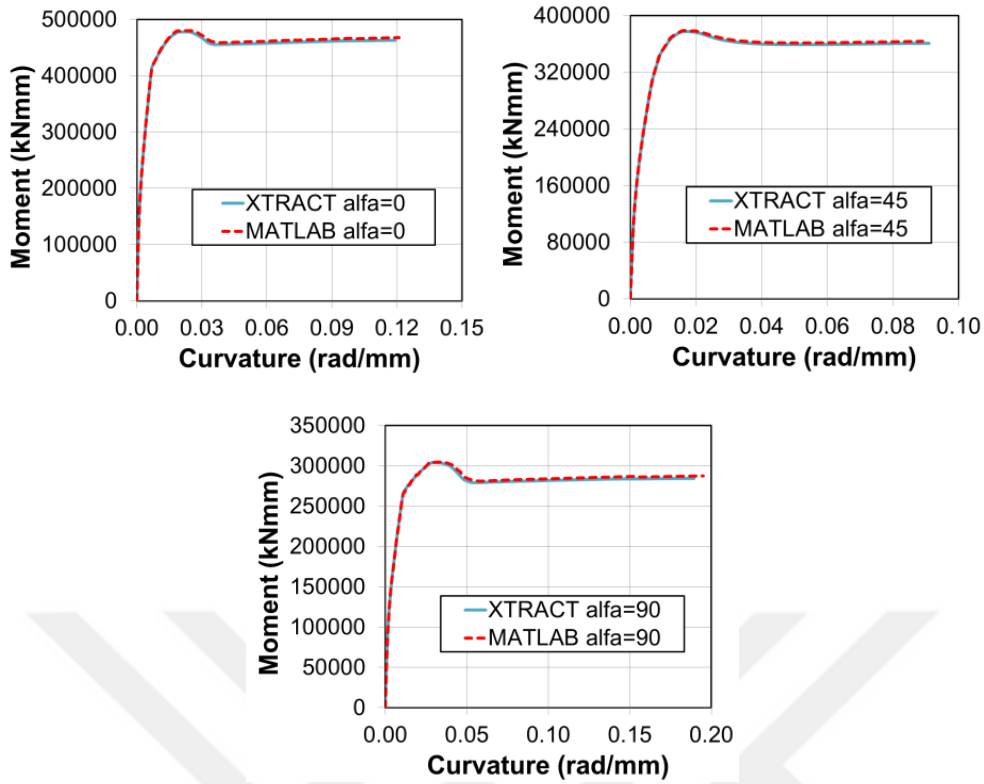 Moment (kNmm)
500000
400000
300000
200000
100000
0
0.00 0.03 0.06 0.09 0.12 0.15
Curvature (rad/mm)
XTRACT alfa=0
MATLAB alfa=0
Moment (kNmm)
400000
320000
240000
160000
80000
0
0.00 0.02 0.04 0.06 0.08 0.10
Curvature (rad/mm)
XTRACT alfa=45
MATLAB alfa=45
Moment (kNmm)
350000
300000
250000
200000
150000
100000
50000
0
0.00 0.05 0.10 0.15 0.20
Curvature (rad/mm)
XTRACT alfa=90
MATLAB alfa=90